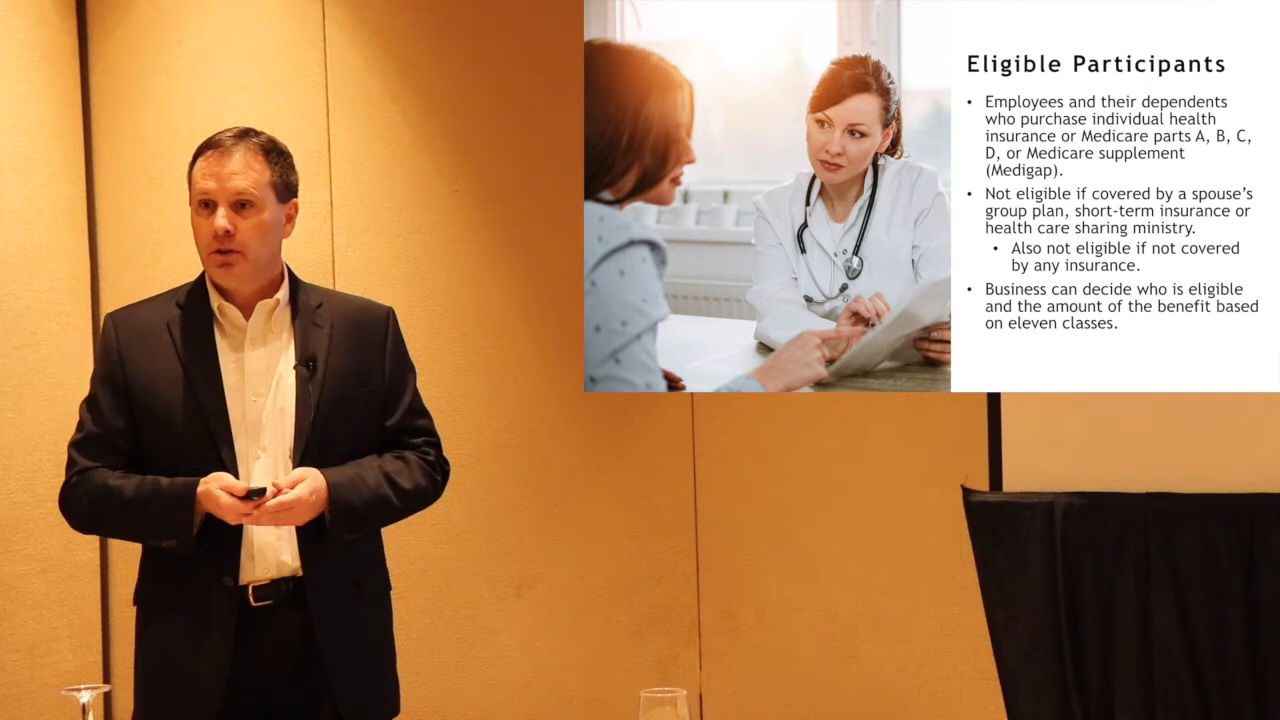 Eligible Participants
• Employees and their dependents
who purchase individual health
insurance or Medicare parts A, B, C,
D, or Medicare supplement
(Medigap).
• Not eligible if covered by a spouse’s
group plan, short-term insurance or
health care sharing ministry.
• Also not eligible if not covered
by any insurance.
• Business can decide who is eligible
and the amount of the benefit based
on eleven classes.